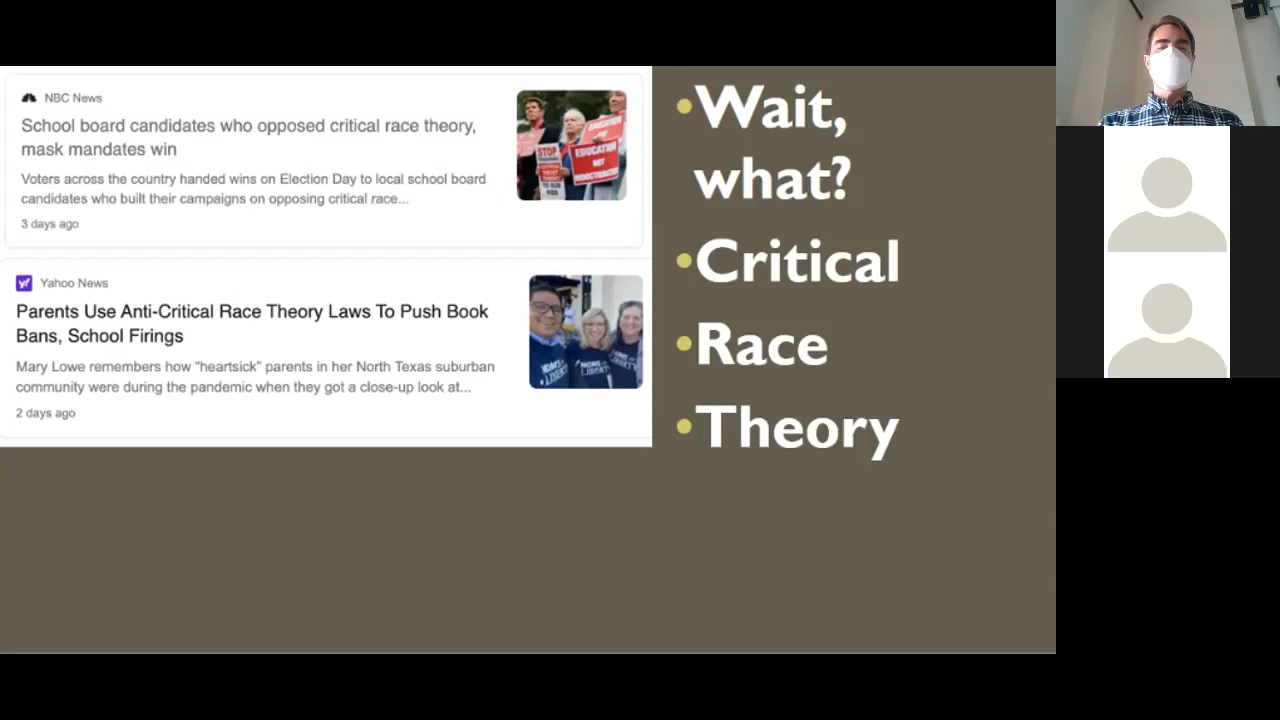 NBC News
School board candidates who opposed critical race theory,
mask mandates win
Voters across the country handed wins on Election Day to local school board
candidates who built their campaigns on opposing critical race...
3 days ago
STOP
EDUCATION
NOT
Yahoo News
Parents Use Anti-Critical Race Theory Laws To Push Book
Bans, School Firings
Mary Lowe remembers how "heartsick" parents in her North Texas suburban
community were during the pandemic when they got a close-up look at...
2 days ago
•Wait,
what?
•Critical
•Race
•Theory